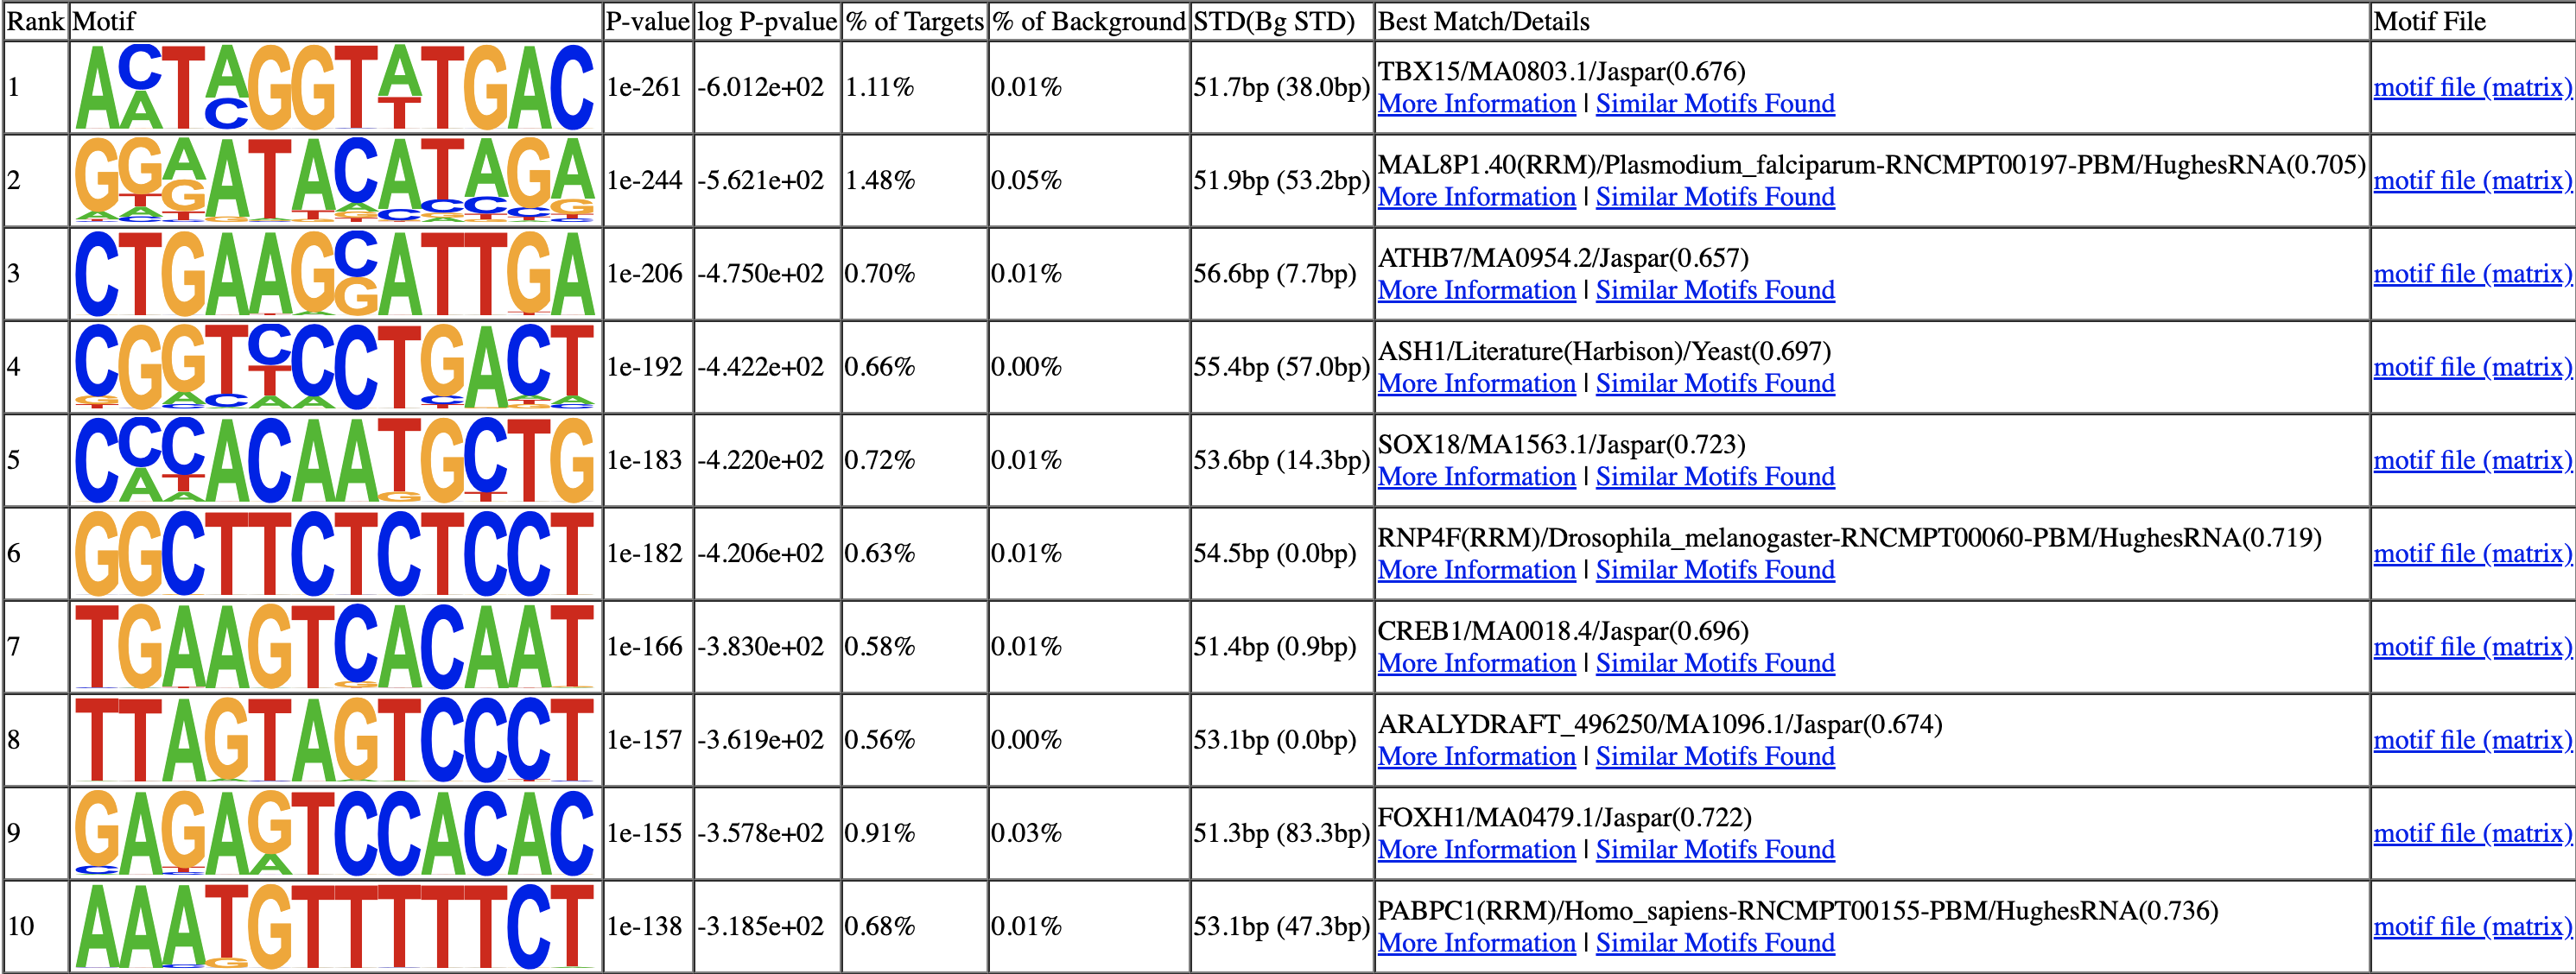 Rank Motif P-value log P-pvalue % of Targets % of Background STD(Bg STD) Best Match/Details Motif File
1 1e-261 -6.012e+02 1.11% 0.01% 51.7bp (38.0bp) TBX15/MA0803.1/Jaspar(0.676) motif file (matrix)
More Information | Similar Motifs Found
2 1e-244 -5.621e+02 1.48% 0.05% 51.9bp (53.2bp) MAL8P1.40(RRM)/Plasmodium_falciparum-RNCMPT00197-PBM/HughesRNA(0.705) motif file (matrix)
More Information | Similar Motifs Found
3 CTGAAGCATTGA 1e-206 -4.750e+02 0.70% 0.01% 56.6bp (7.7bp) ATHB7/MA0954.2/Jaspar(0.657) motif file (matrix)
More Information | Similar Motifs Found
4 CGGTCCCTGACT 1e-192 -4.422e+02 0.66% 0.00% 55.4bp (57.0bp) ASH1/Literature(Harbison)/Yeast(0.697) motif file (matrix)
More Information | Similar Motifs Found
5 CCCACAATGCTG 1e-183 -4.220e+02 0.72% 0.01% 53.6bp (14.3bp) SOX18/MA1563.1/Jaspar(0.723) motif file (matrix)
More Information | Similar Motifs Found
6 GGCTTCTCTCCT 1e-182 -4.206e+02 0.63% 0.01% 54.5bp (0.0bp) RNP4F(RRM)/Drosophila_melanogaster-RNCMPT00060-PBM/HughesRNA(0.719) motif file (matrix)
More Information | Similar Motifs Found
7 TGAAGTCACAAT 1e-166 -3.830e+02 0.58% 0.01% 51.4bp (0.9bp) CREB1/MA0018.4/Jaspar(0.696) motif file (matrix)
More Information | Similar Motifs Found
8 TTAGTAGTCCCT 1e-157 -3.619e+02 0.56% 0.00% 53.1bp (0.0bp) ARALYDRAFT_496250/MA1096.1/Jaspar(0.674) motif file (matrix)
More Information | Similar Motifs Found
9 GAGAGTCCACAC 1e-155 -3.578e+02 0.91% 0.03% 51.3bp (83.3bp) FOXH1/MA0479.1/Jaspar(0.722) motif file (matrix)
More Information | Similar Motifs Found
10 AAATGTTTTTCT 1e-138 -3.185e+02 0.68% 0.01% 53.1bp (47.3bp) PABPC1(RRM)/Homo_sapiens-RNCMPT00155-PBM/HughesRNA(0.736) motif file (matrix)
More Information | Similar Motifs Found